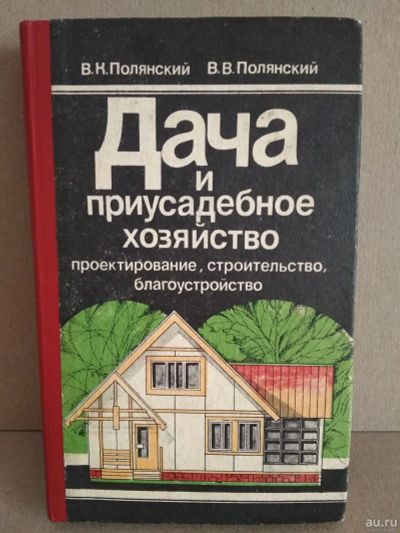 В.К.Полянский В.В.Полянский
Дача
и
приусадебное
хозяйство
проектирование, строительство,
благоустройство
au.ru